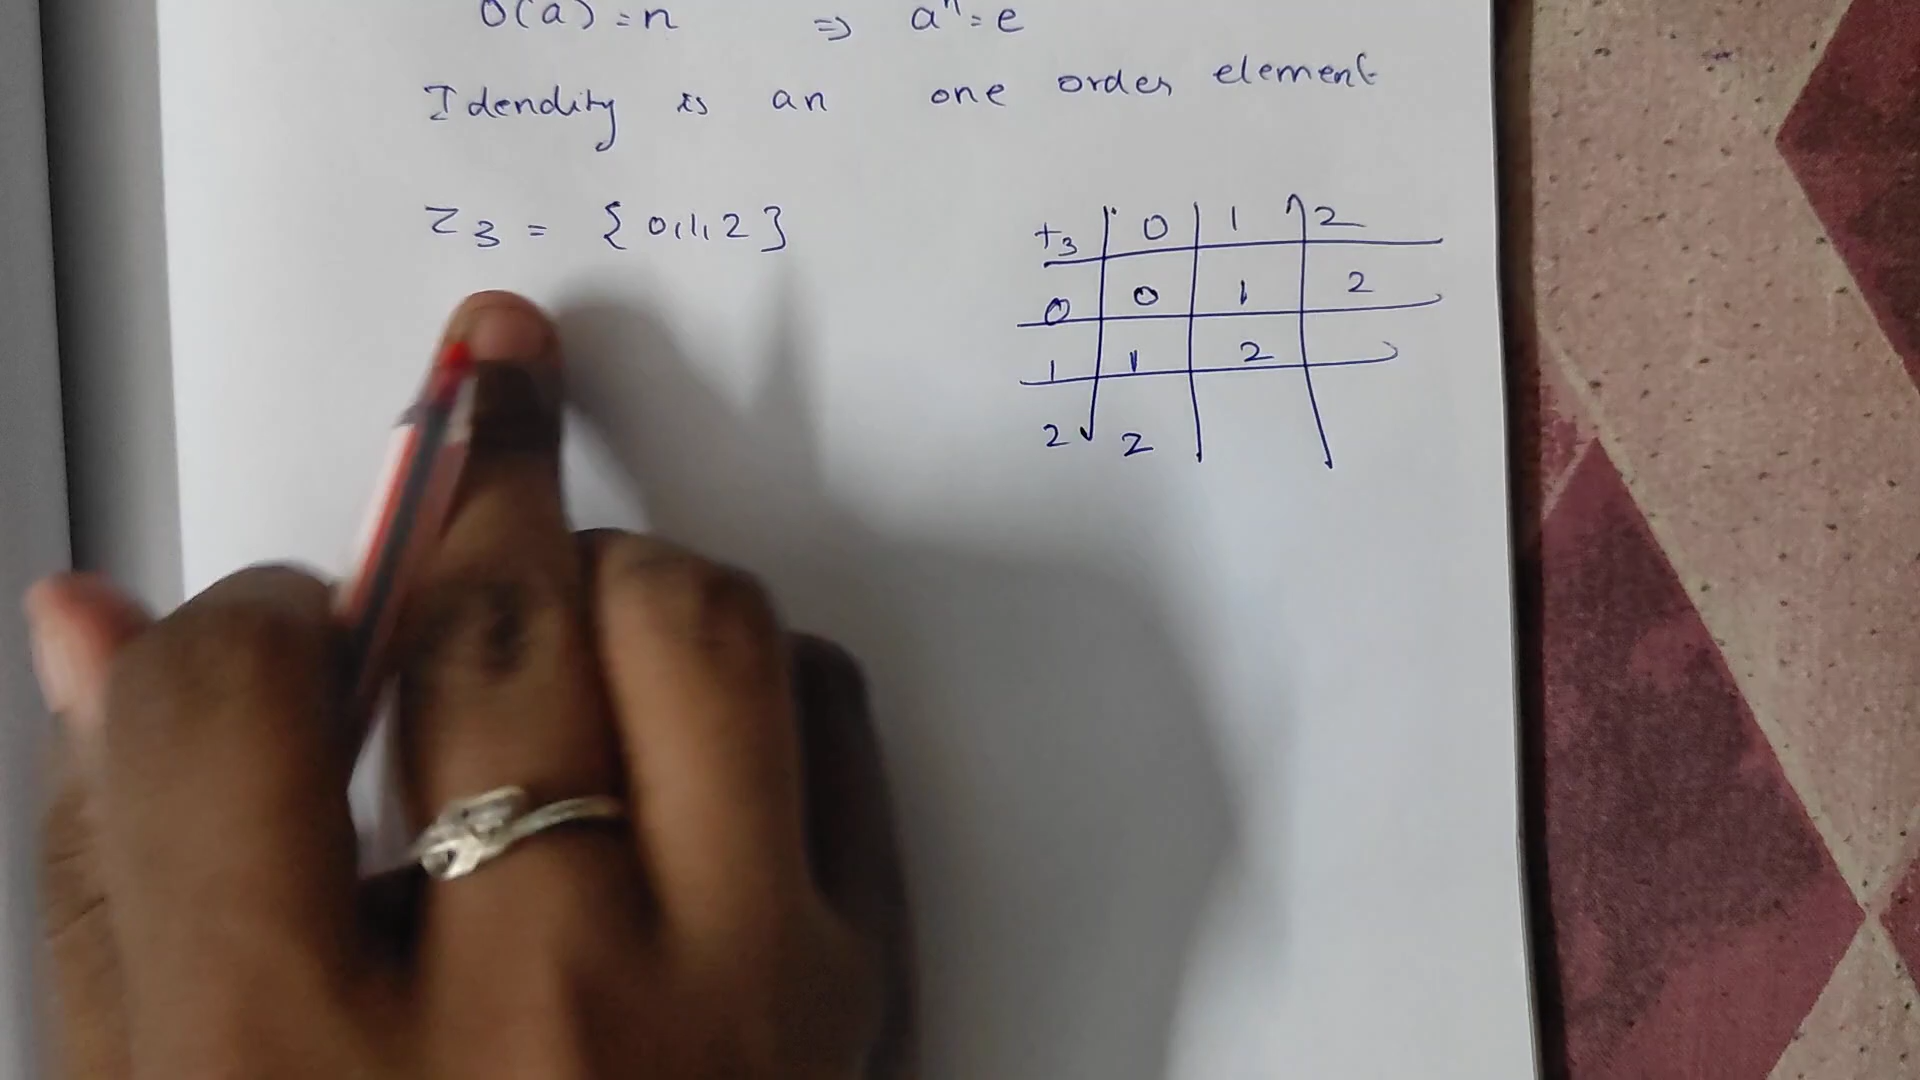 O(a) = n ⇒ aⁿ = e
Idendity is an one order element
Z₃ = {0,1,2}
+₃ 0 1 2
0 0 1 2
1 1 2
2 2